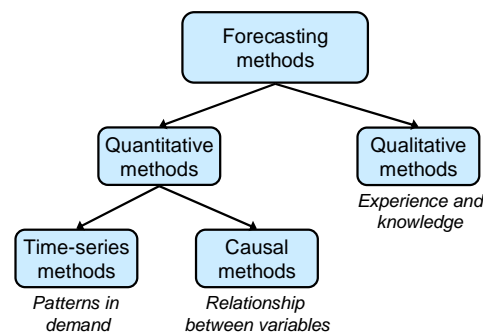 Forecasting
methods
Quantitative
methods
Qualitative
methods
Experience and
knowledge
Time-series
methods
Causal
methods
Patterns in
demand
Relationship
between variables